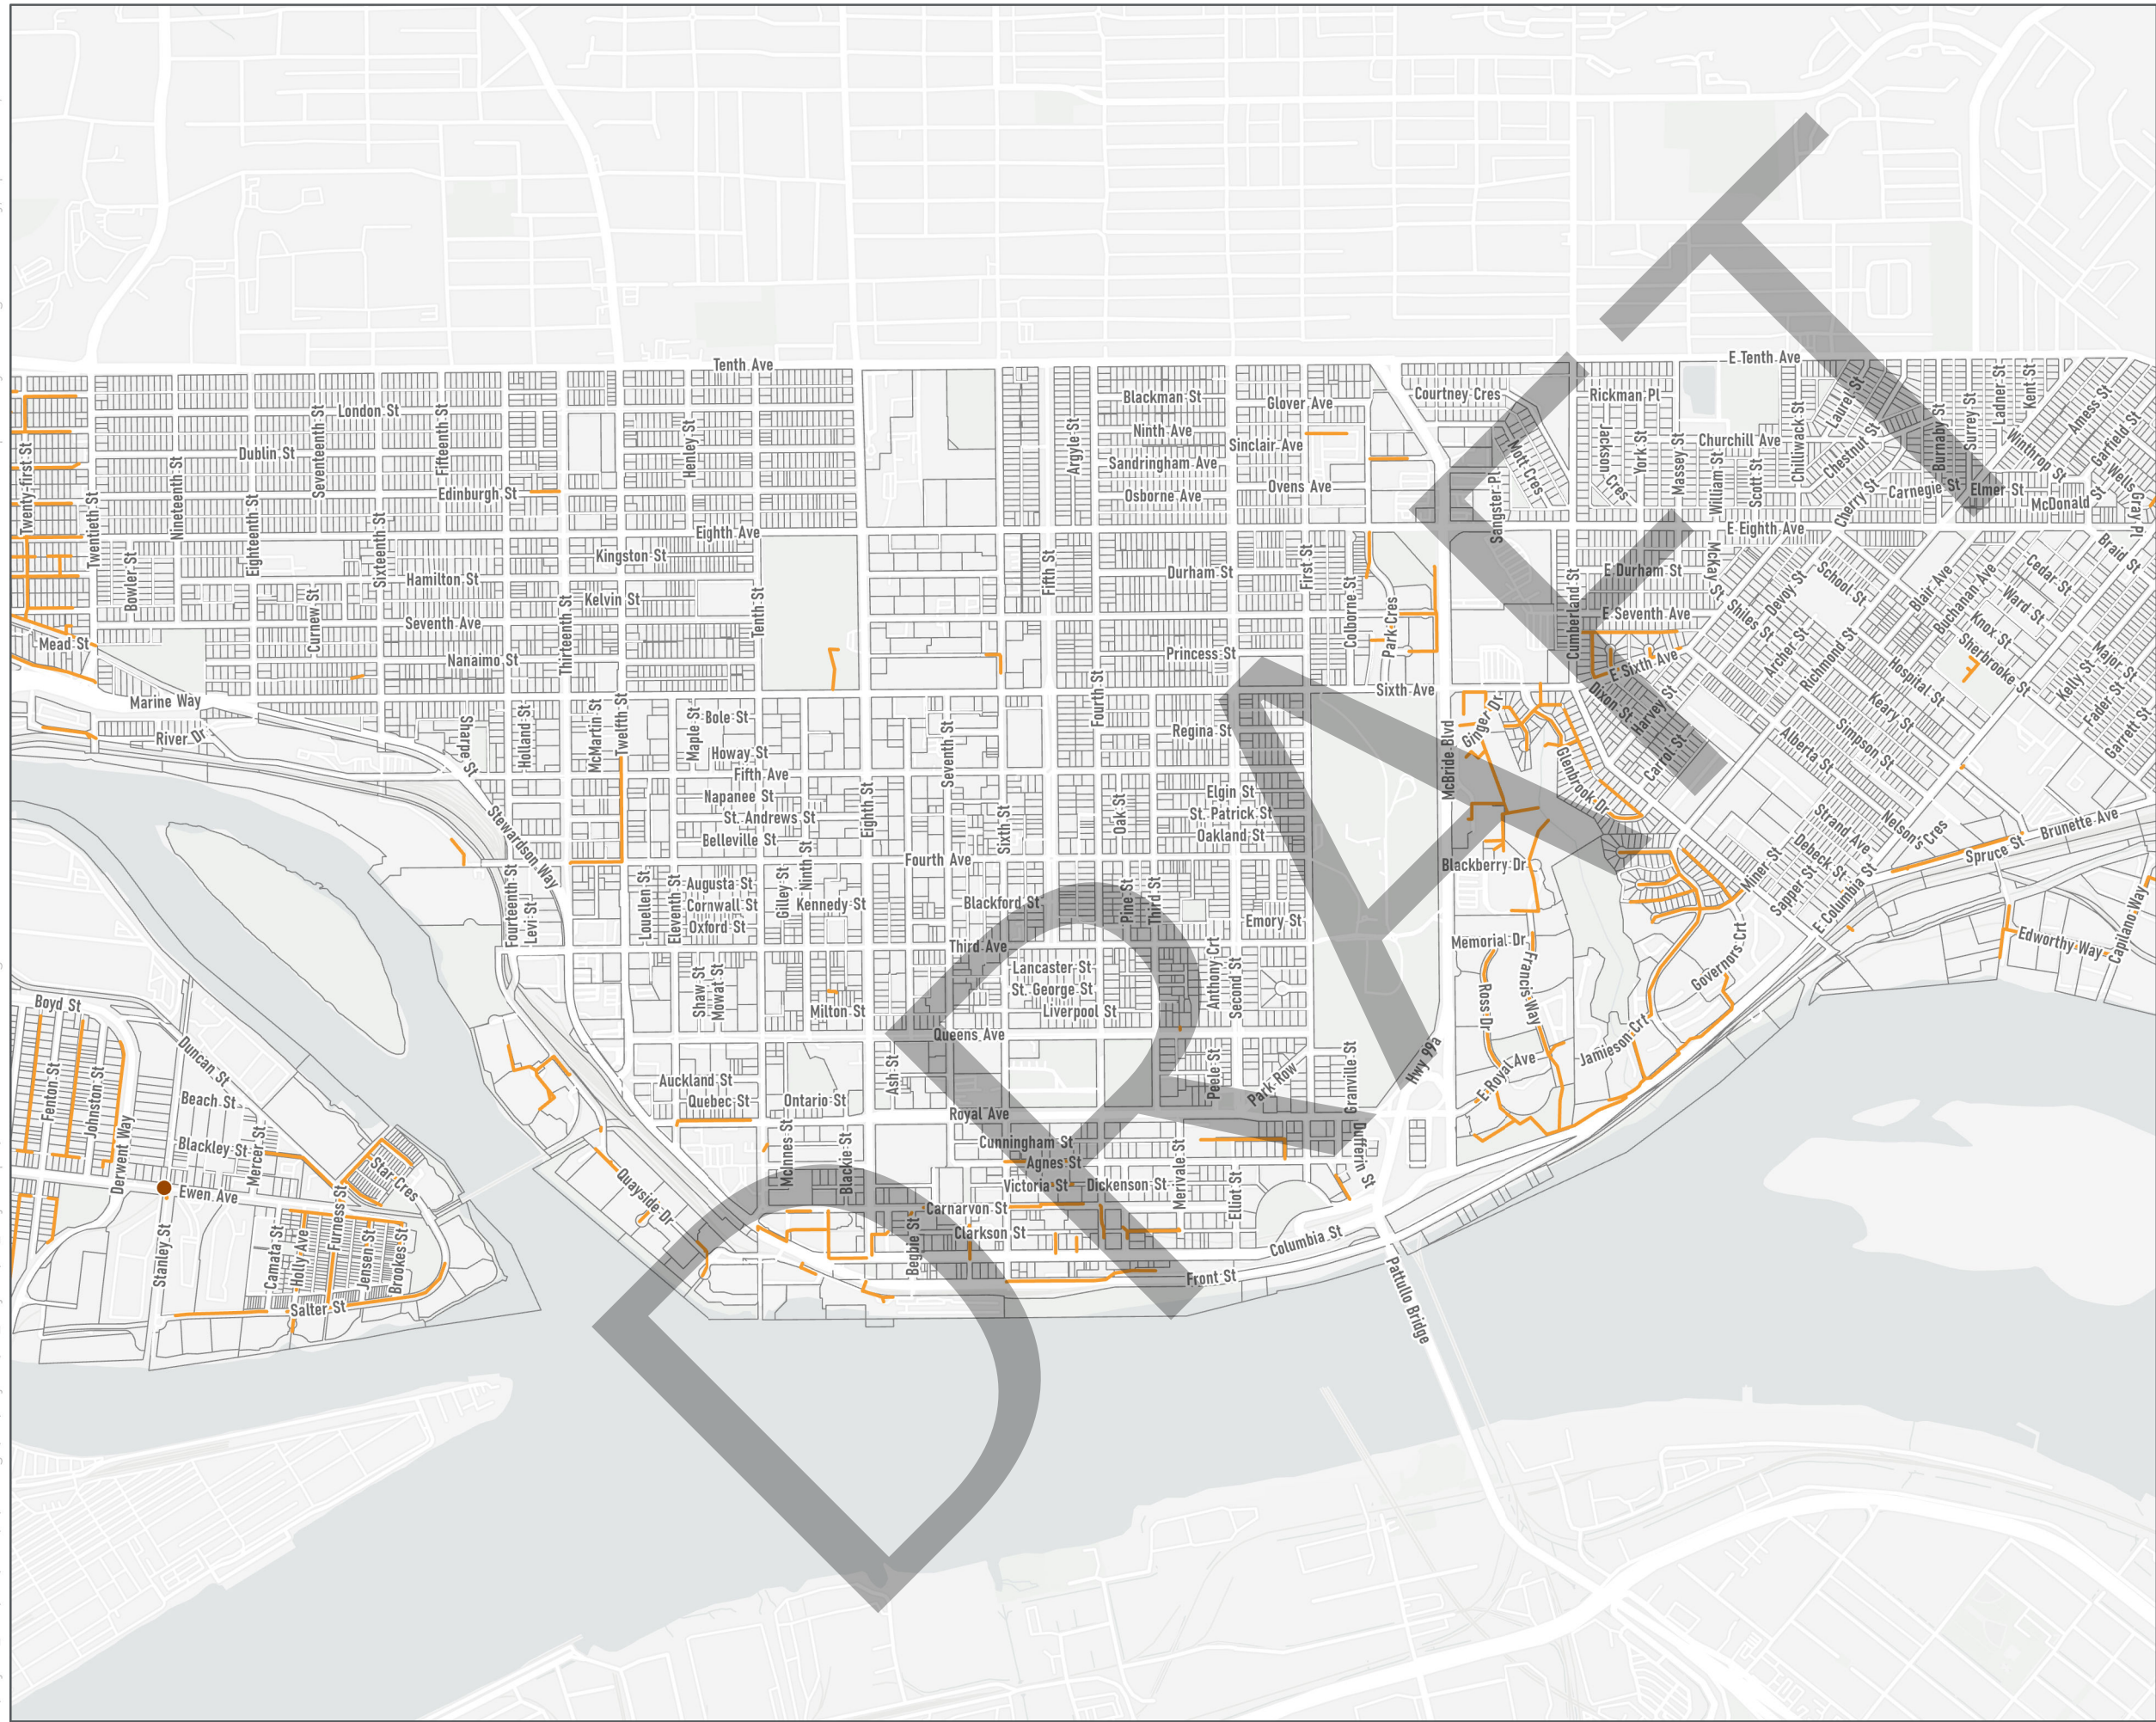 Tenth Ave
E Tenth Ave
London St
Blackman St
Glover Ave
Courtney Cres
Rickman Pl
Laurel St
Ladner St
Kent St
Surrey St
Burnaby St
Amess St
Garfield St
Winthrop St
Wells Gray Pl
Twenty-first St
Dublin St
Seventeenth St
Fifteenth St
Henley St
Argyle St
Ninth Ave
Sinclair Ave
Sandringham Ave
Mott Cres
Jackson Cres
York St
Massey St
Churchill Ave
William St
Scott St
Chilliwack St
Chestnut St
Cherry St
Carnegie St
Elmer St
McDonald St
Nineteenth St
Edinburgh St
Osborne Ave
Ovens Ave
Sangster Pl
Twentieth St
Eighteenth St
Sixteenth St
Eighth Ave
E Eighth Ave
Braid St
Bowler St
Kingston St
Fifth St
Durham St
First St
E Durham St
McKay St
School St
Cedar St
Hamilton St
Kelvin St
Tenth St
Colborne St
Park Cres
Cumberland St
E Seventh Ave
Shiles St
Devoy St
Blair Ave
Buchanan Ave
Ward St
Knox St
Curnew St
Seventh Ave
Thirteenth St
Mead St
Nanaimo St
Princess St
E Sixth Ave
Archer St
Richmond St
Hospital St
Sherbrooke St
Major St
Kelly St
Marine Way
Sixth Ave
Dixon St
Harvey St
Keary St
Fader St
Garrett St
River Dr
Sharpe St
Holland St
McMartin St
Twelfth St
Maple St
Bole St
Fourth St
Regina St
McBride Blvd
Ginger Dr
Glenbrook Dr
Carrol St
Alberta St
Simpson St
Howay St
Seventh St
Fifth Ave
Napanee St
St. Andrews St
Belleville St
Eighth St
Sixth St
Oak St
Elgin St
St. Patrick St
Oakland St
Strand Ave
Nelson's Cres
Brunette Ave
Spruce St
Debeck St
Stewardson Way
Fourth Ave
Blackberry Dr
Miner St
Sapper St
E Columbia St
Fourteenth St
Levi St
Louellen St
Eleventh St
Augusta St
Cornwall St
Oxford St
Gilley St
Ninth St
Kennedy St
Blackford St
Pine St
Third St
Emory St
Third Ave
Memorial Dr
Edworthy Way
Capilano Way
Governors Crt
Shaw St
Mowat St
Lancaster St
St. George St
Anthony Crt
Second St
Ross Dr
Francis Way
Boyd St
Milton St
Liverpool St
Queens Ave
Duncan St
Hwy 99a
Jamieson Crt
Fenton St
Johnston St
Auckland St
Ash St
Peele St
Park Row
Granville St
E Royal Ave
Beach St
Quebec St
Ontario St
Royal Ave
Derwent Way
Blackley St
Mercer St
McInnes St
Blackie St
Cunningham St
Agnes St
Merivale St
Dufferin St
Star Cres
Ewen Ave
Quayside Dr
Victoria St
Dickenson St
Elliot St
Furness St
Carnarvon St
Clarkson St
Begbie St
Columbia St
Stanley St
Camata St
Holly Ave
Jensen St
Brookes St
Front St
Salter St
Pattullo Bridge
DRAFT